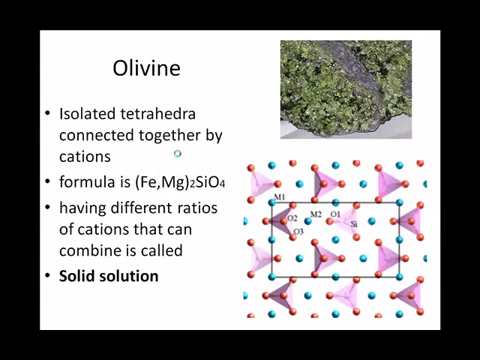 Olivine
• Isolated tetrahedra
connected together by
cations
• formula is (Fe,Mg)2SiO4
• having different ratios
of cations that can
combine is called
• Solid solution
M1
O2
M2
O1
O3
Si